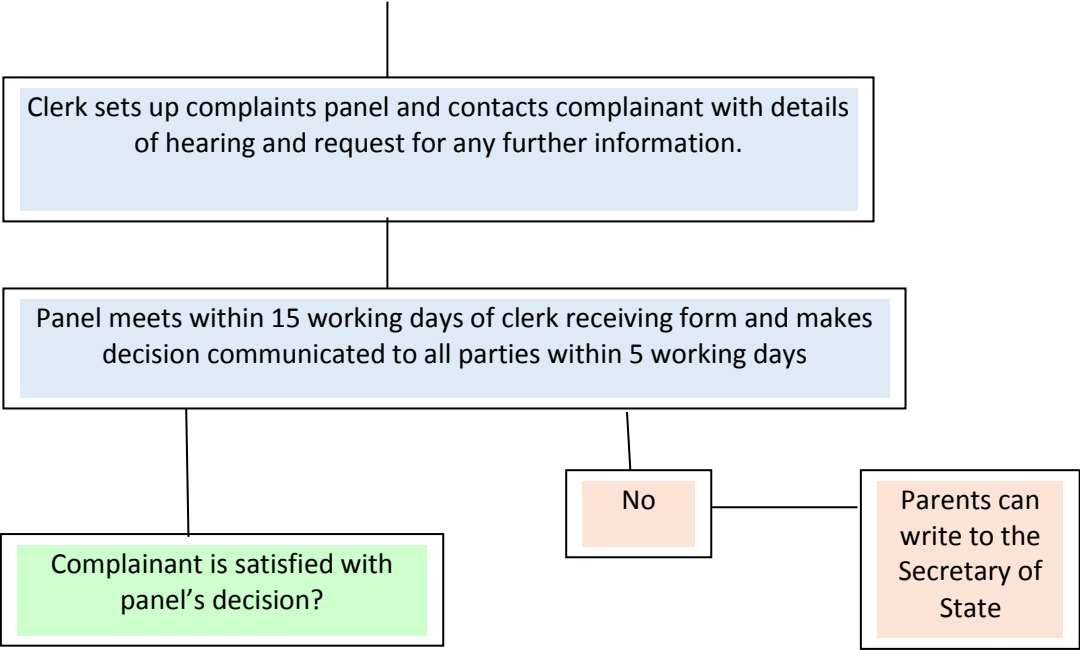 Clerk sets up complaints panel and contacts complainant with details
of hearing and request for any further information.
Panel meets within 15 working days of clerk receiving form and makes
decision communicated to all parties within 5 working days
No
Parents can
write to the
Secretary of
State
Complainant is satisfied with
panel’s decision?